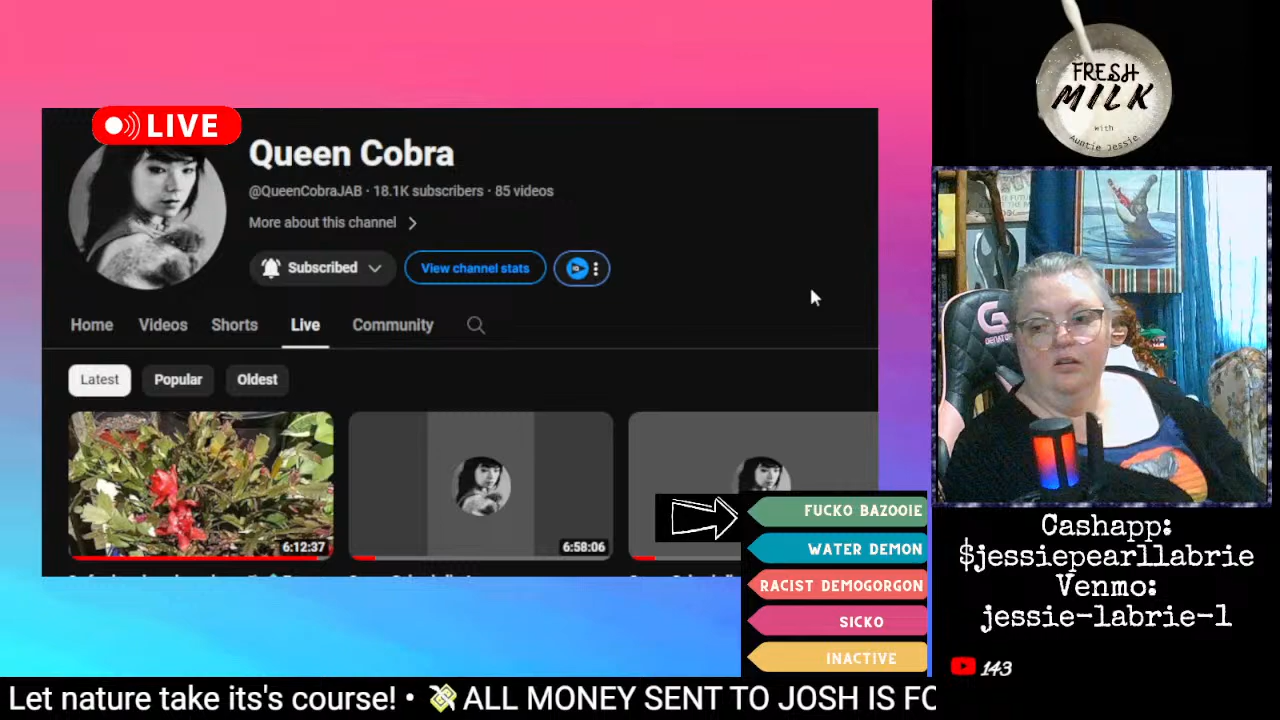 LIVE
Queen Cobra
@QueenCobraJAB · 18.1K subscribers · 85 videos
More about this channel
Subscribed
View channel stats
Home Videos Shorts Live Community
Latest Popular Oldest
6:12:37
6:58:06
FUCKO BAZOOIE
WATER DEMON
RACIST DEMOGORGON
SICKO
INACTIVE
Let nature take its's course! • 💸 ALL MONEY SENT TO JOSH IS FO
FRESH
MILK
with
Auntie Jessie
Cashapp:
$jessiepearllabrie
Venmo:
jessie-labrie-1
143